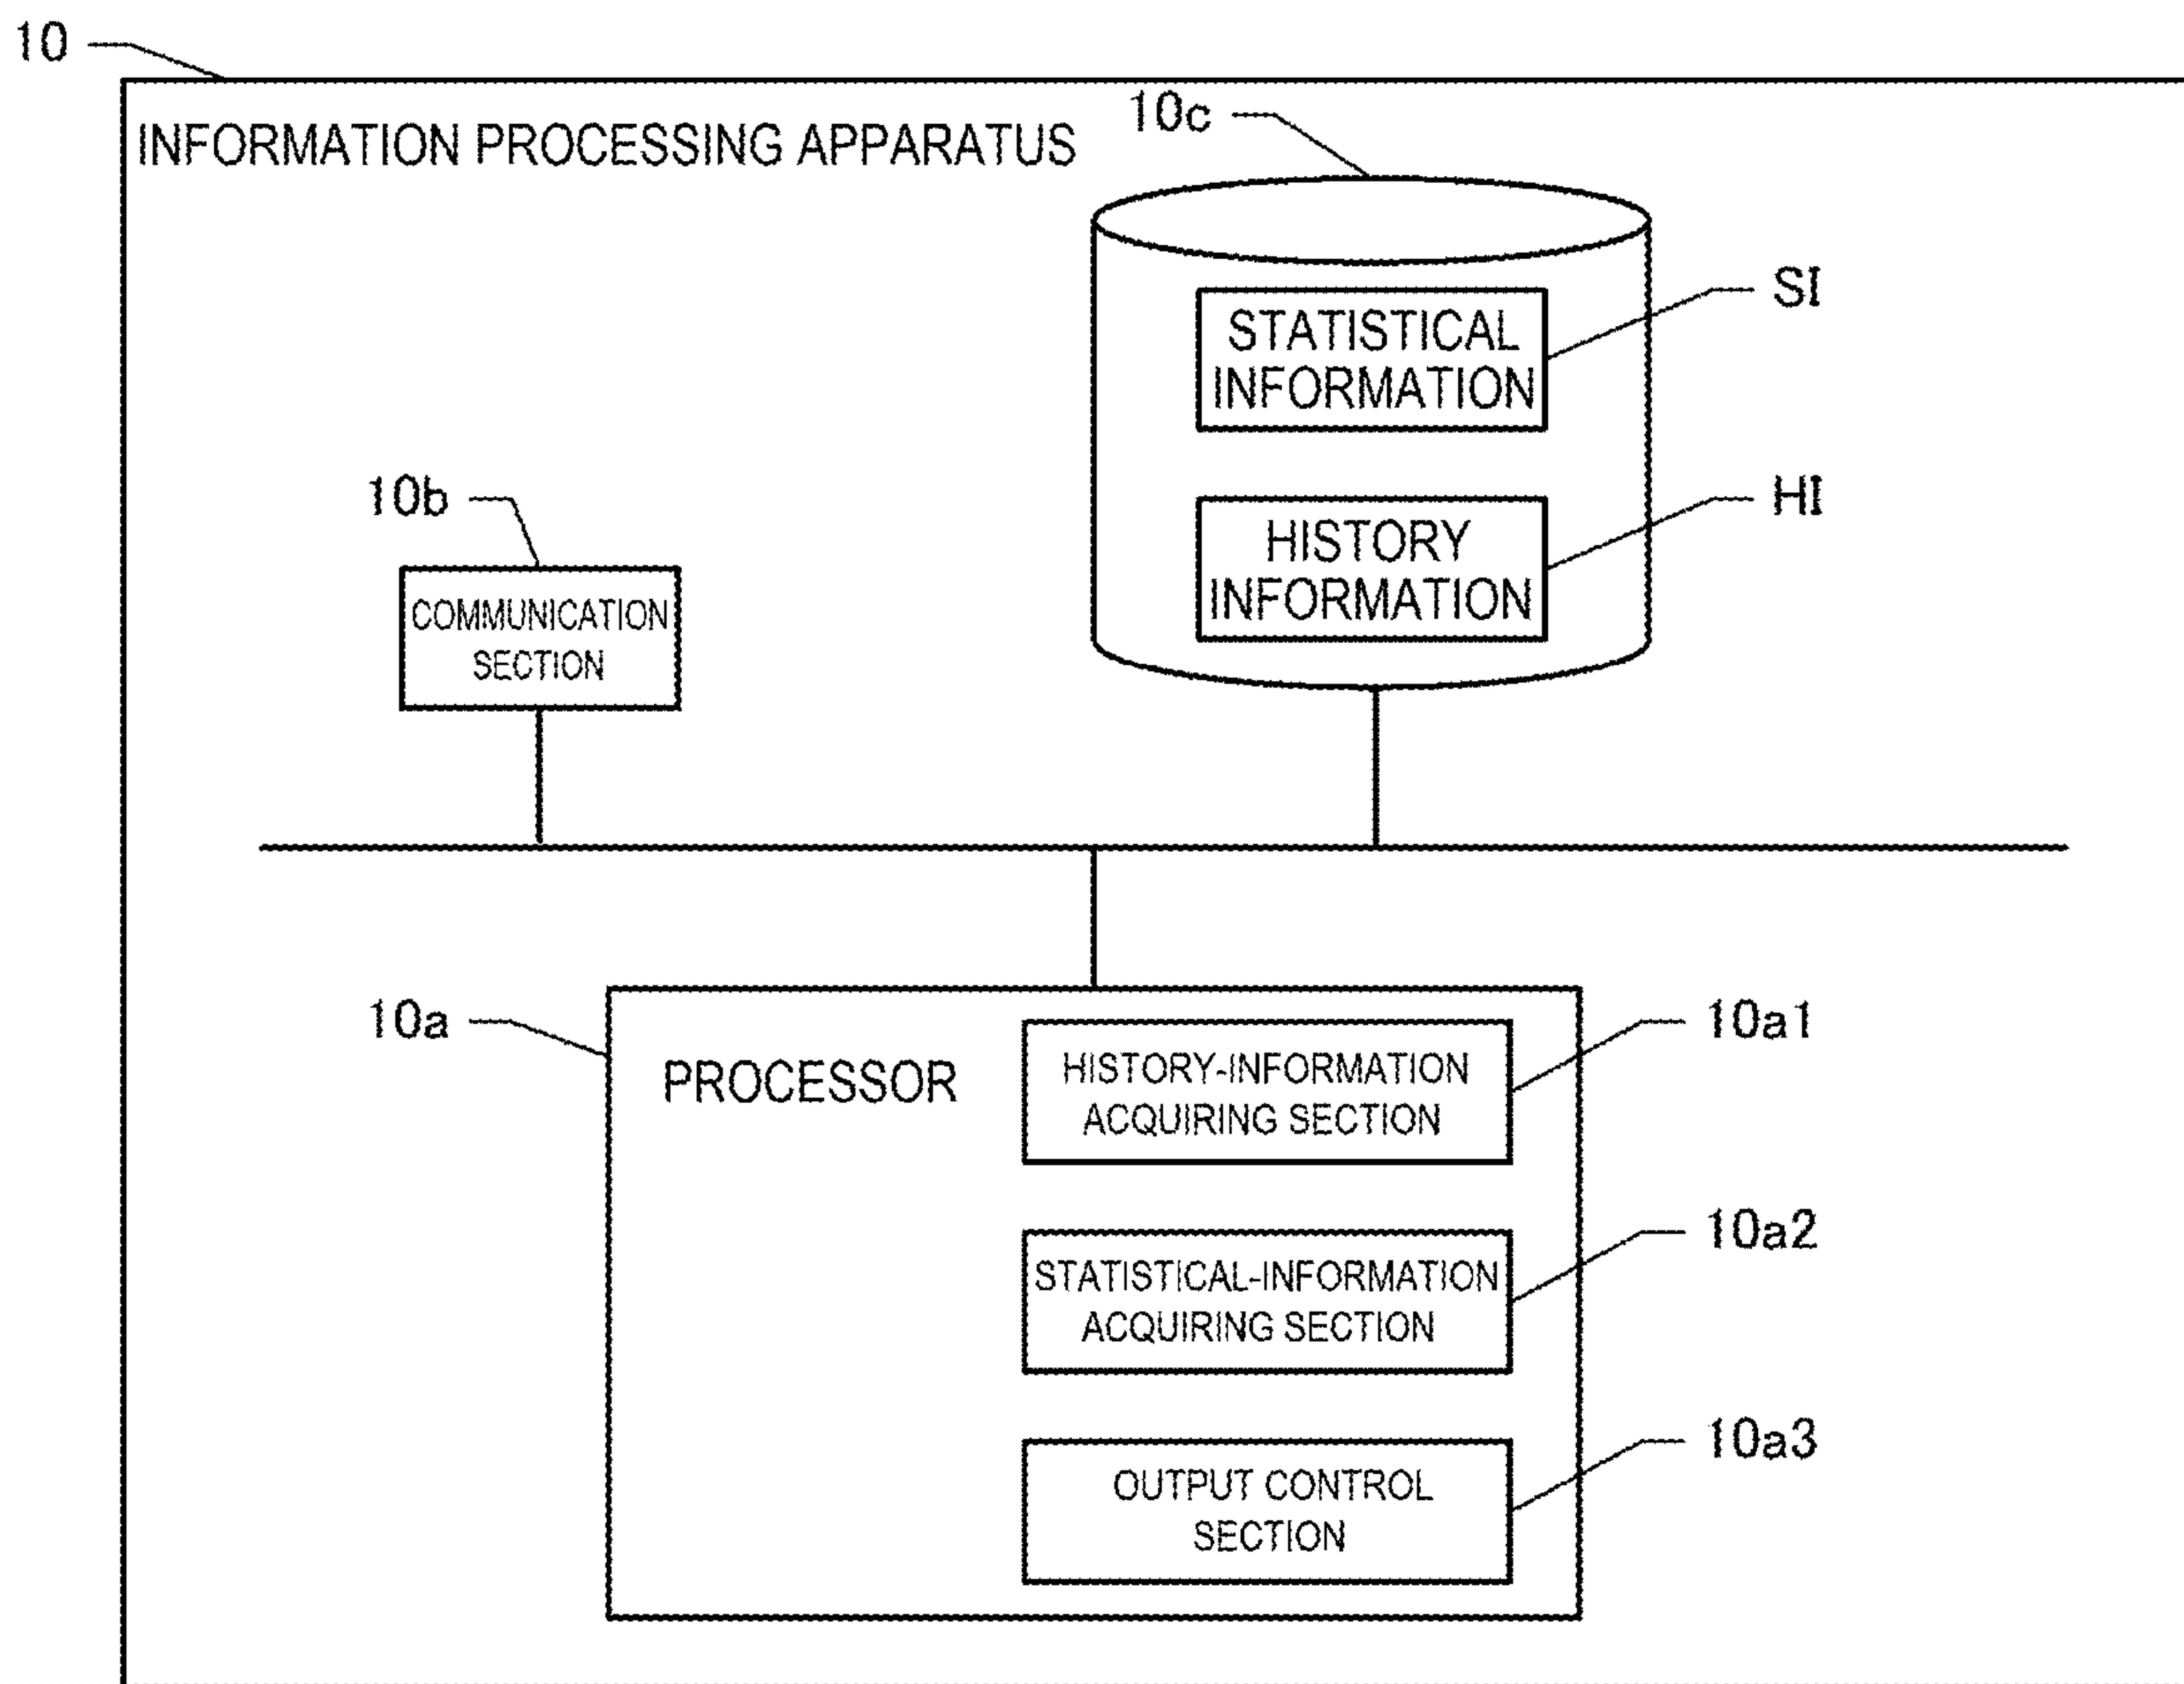 10
INFORMATION PROCESSING APPARATUS
10c
STATISTICAL
INFORMATION
SI
HISTORY
INFORMATION
HI
10b
COMMUNICATION
SECTION
10a
PROCESSOR
HISTORY-INFORMATION
ACQUIRING SECTION
10a1
STATISTICAL-INFORMATION
ACQUIRING SECTION
10a2
OUTPUT CONTROL
SECTION
10a3